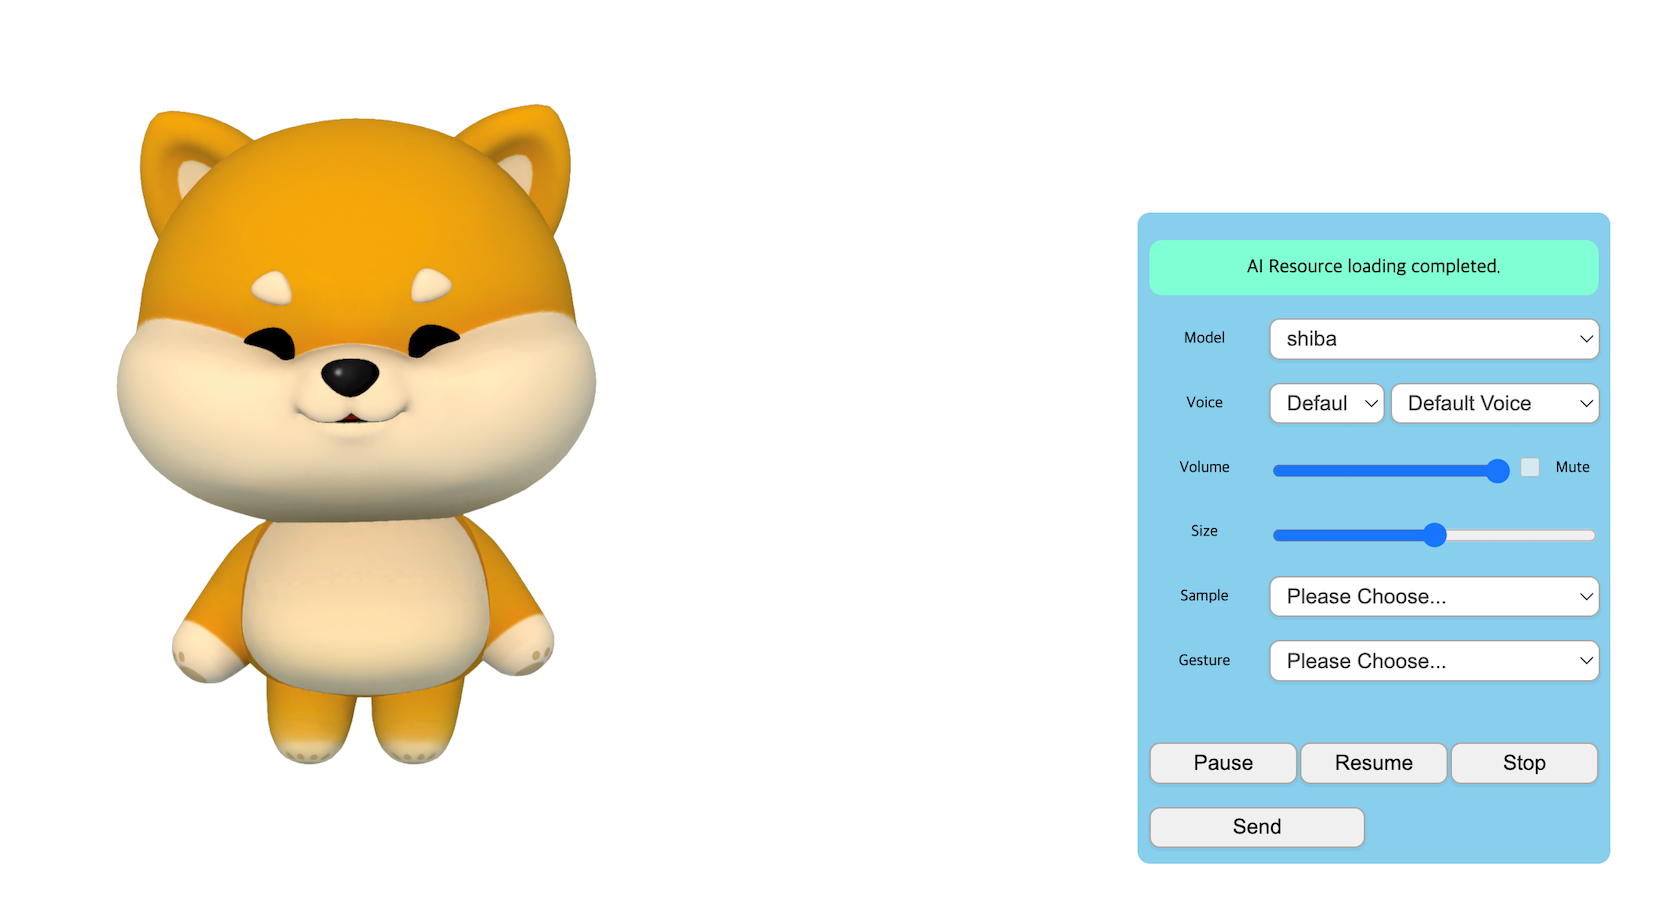 AI Resource loading completed.
Model shiba
Voice Defaul Default Voice
Volume Mute
Size
Sample Please Choose...
Gesture Please Choose...
Pause Resume Stop
Send